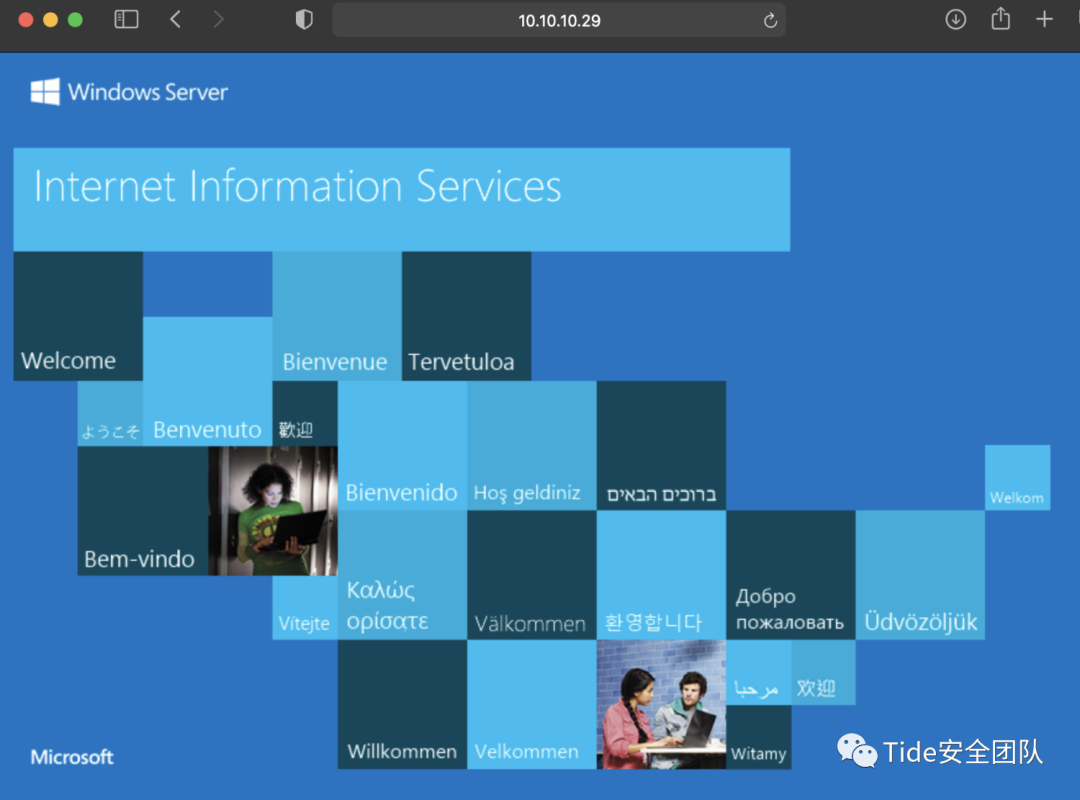 10.10.10.29
Windows Server
Internet Information Services
Welcome
Bienvenue
Tervetuloa
ようこそ
Benvenuto
歡迎
Bienvenido
Hoş geldiniz
ברוכים הבאים
Welkom
Bem-vindo
Vítejte
Καλώς
ορίσατε
Välkommen
환영합니다
Добро
пожаловать
Üdvözöljük
مرحبا
欢迎
Willkommen
Velkommen
Witamy
Microsoft
Tide安全团队